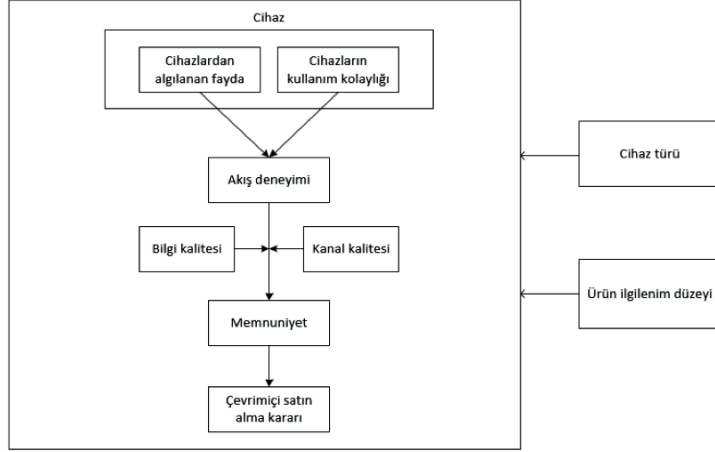 Cihaz
Cihazlardan
algılanan fayda
Cihazların
kullanım kolaylığı
Akış deneyimi
Bilgi kalitesi
Kanal kalitesi
Memnuniyet
Çevrimiçi satın
alma kararı
Cihaz türü
Ürün ilgilenim düzeyi